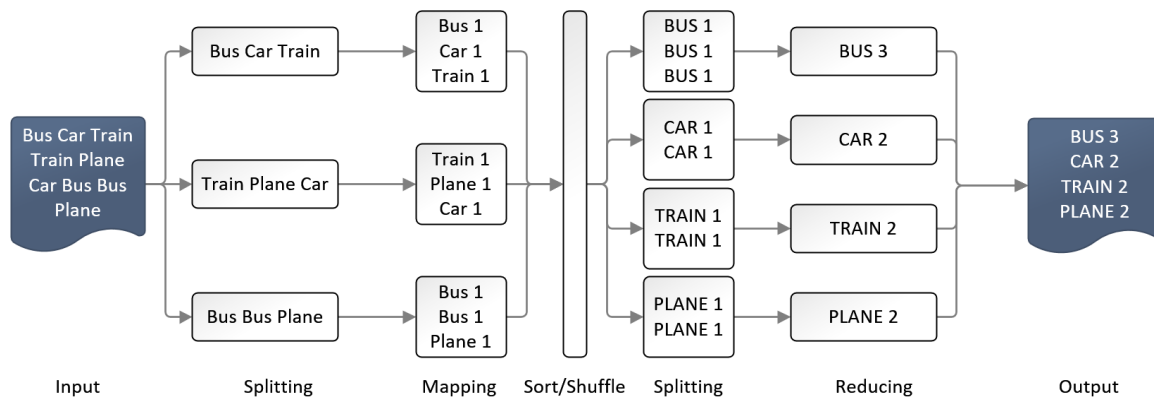 Bus Car Train
Train Plane
Car Bus Bus
Plane
Bus Car Train
Train Plane Car
Bus Bus Plane
Bus 1
Car 1
Train 1
Train 1
Plane 1
Car 1
Bus 1
Bus 1
Plane 1
BUS 1
BUS 1
BUS 1
CAR 1
CAR 1
TRAIN 1
TRAIN 1
PLANE 1
PLANE 1
BUS 3
CAR 2
TRAIN 2
PLANE 2
BUS 3
CAR 2
TRAIN 2
PLANE 2
Input
Splitting
Mapping
Sort/Shuffle
Splitting
Reducing
Output